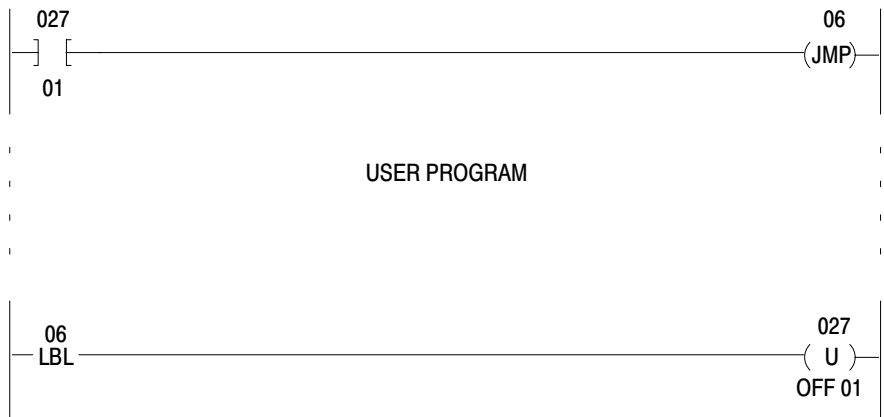 027 06
] [ (JMP)
01
USER PROGRAM
06 027
LBL ( U )
OFF 01